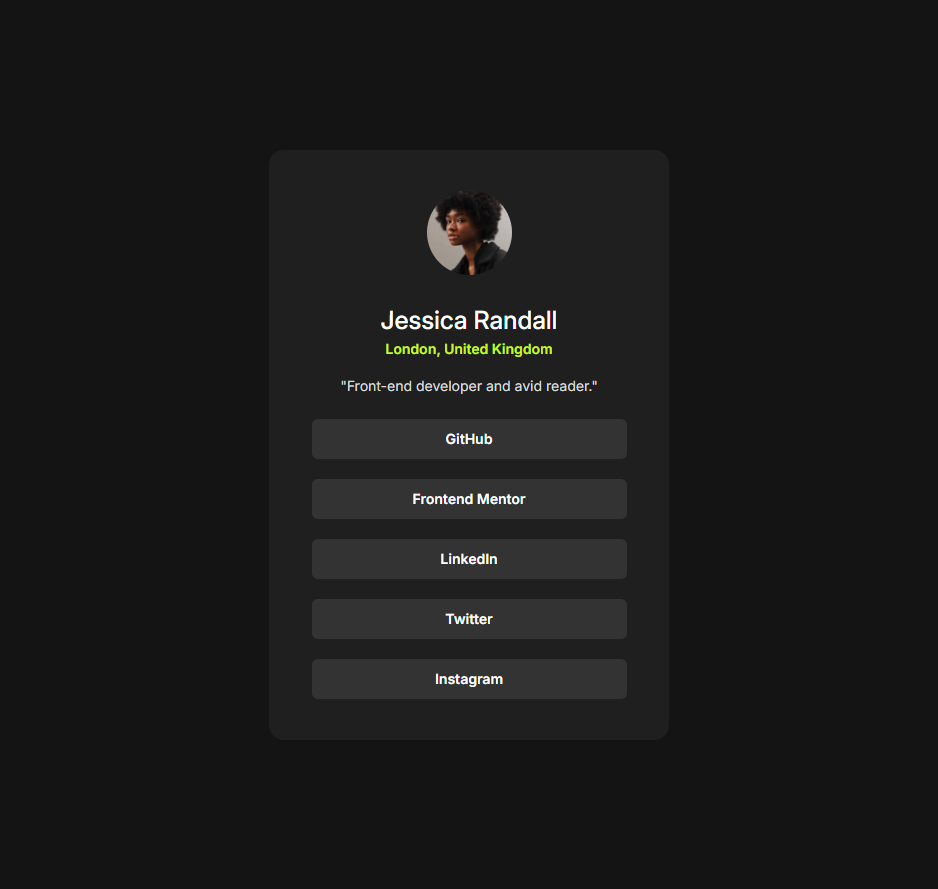 Jessica Randall
London, United Kingdom
"Front-end developer and avid reader."
GitHub
Frontend Mentor
LinkedIn
Twitter
Instagram